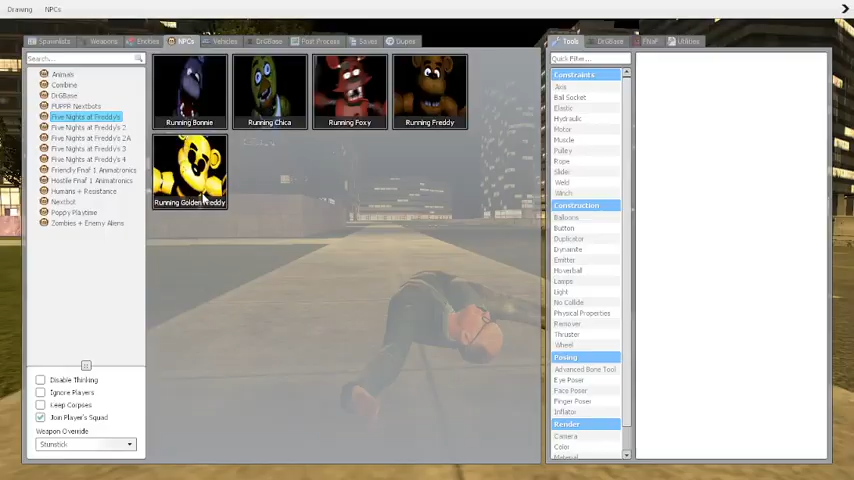 Drawing NPCs
Spawnlists Weapons Entities NPCs Vehicles DrGBase Post Process Saves Dupes
Search...
Animals
Combine
DrGBase
FUPPR Nextbots
Five Nights at Freddy's
Five Nights at Freddy's 2
Five Nights at Freddy's 2A
Five Nights at Freddy's 3
Five Nights at Freddy's 4
Friendly Fnaf 1 Animatronics
Hostile Fnaf 1 Animatronics
Humans + Resistance
Nextbot
Poppy Playtime
Zombies + Enemy Aliens
Disable Thinking
Ignore Players
Keep Corpses
Join Player's Squad
Weapon Override
Stunstick
Running Bonnie
Running Chica
Running Foxy
Running Freddy
Running Golden Freddy
Tools DrGBase FNaF Utilities
Quick Filter...
Constraints
Axis
Ball Socket
Elastic
Hydraulic
Motor
Muscle
Pulley
Rope
Slider
Weld
Winch
Construction
Balloons
Button
Duplicator
Dynamite
Emitter
Hoverball
Lamps
Light
No Collide
Physical Properties
Remover
Thruster
Wheel
Posing
Advanced Bone Tool
Eye Poser
Face Poser
Finger Poser
Inflator
Render
Camera
Color
Material